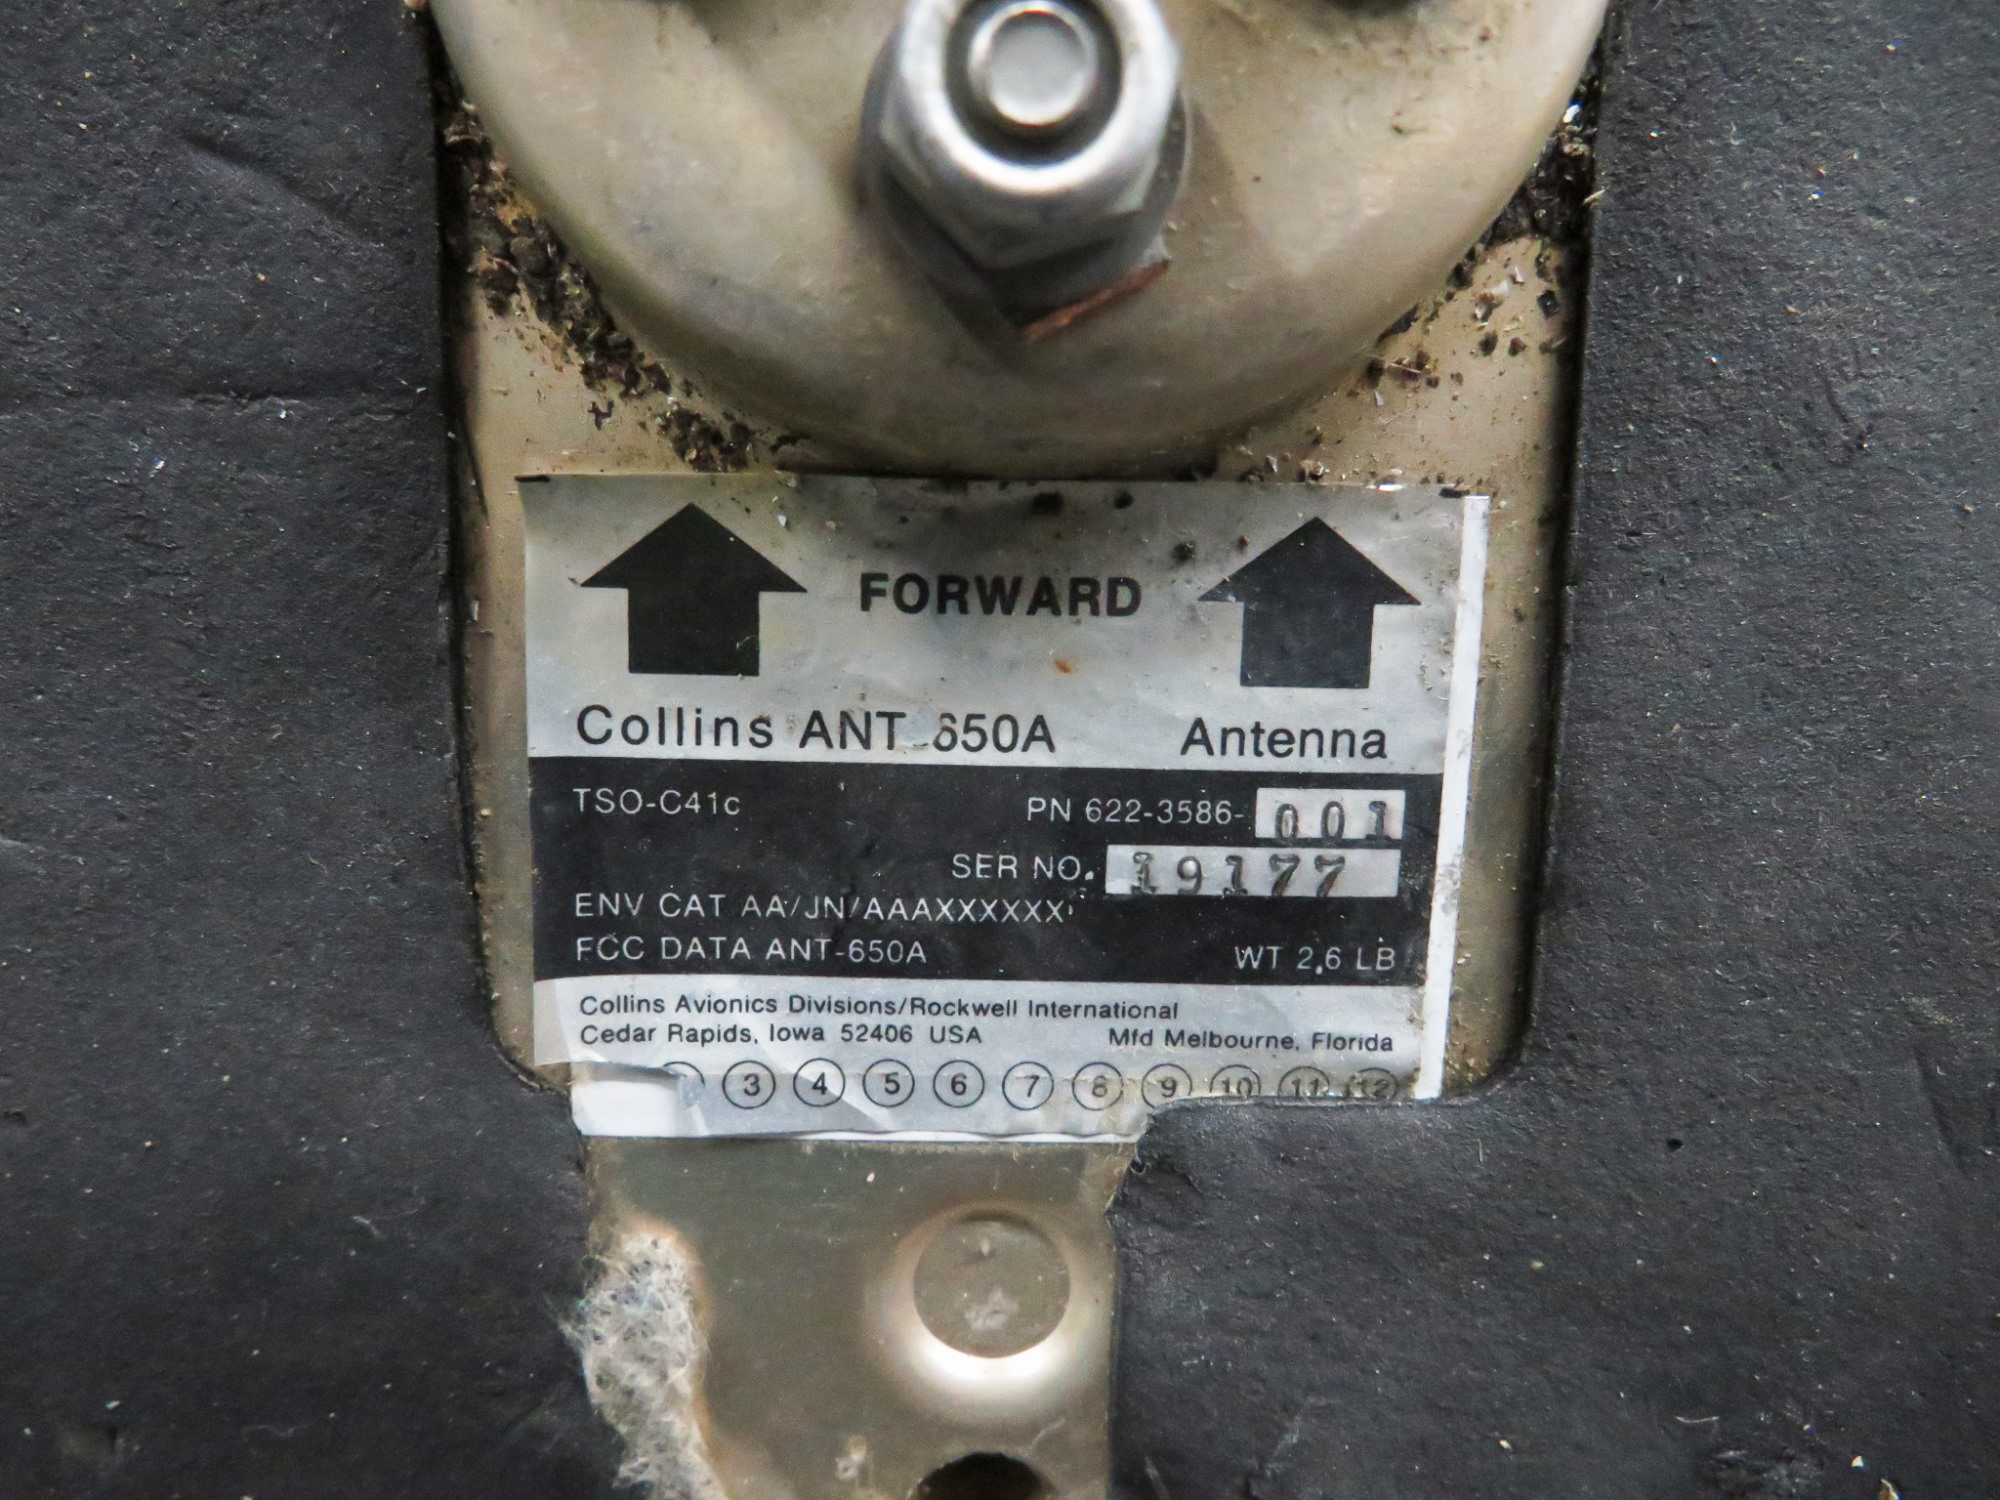 FORWARD
Collins ANT-650A Antenna
TSO-C41c PN 622-3586-001
SER NO. 19177
ENV CAT AA/JN/AAAXXXXXX
FCC DATA ANT-650A WT 2.6 LB
Collins Avionics Divisions/Rockwell International
Cedar Rapids, Iowa 52406 USA Mfd Melbourne, Florida
3 4 5 6 7 8 9 10 11 12